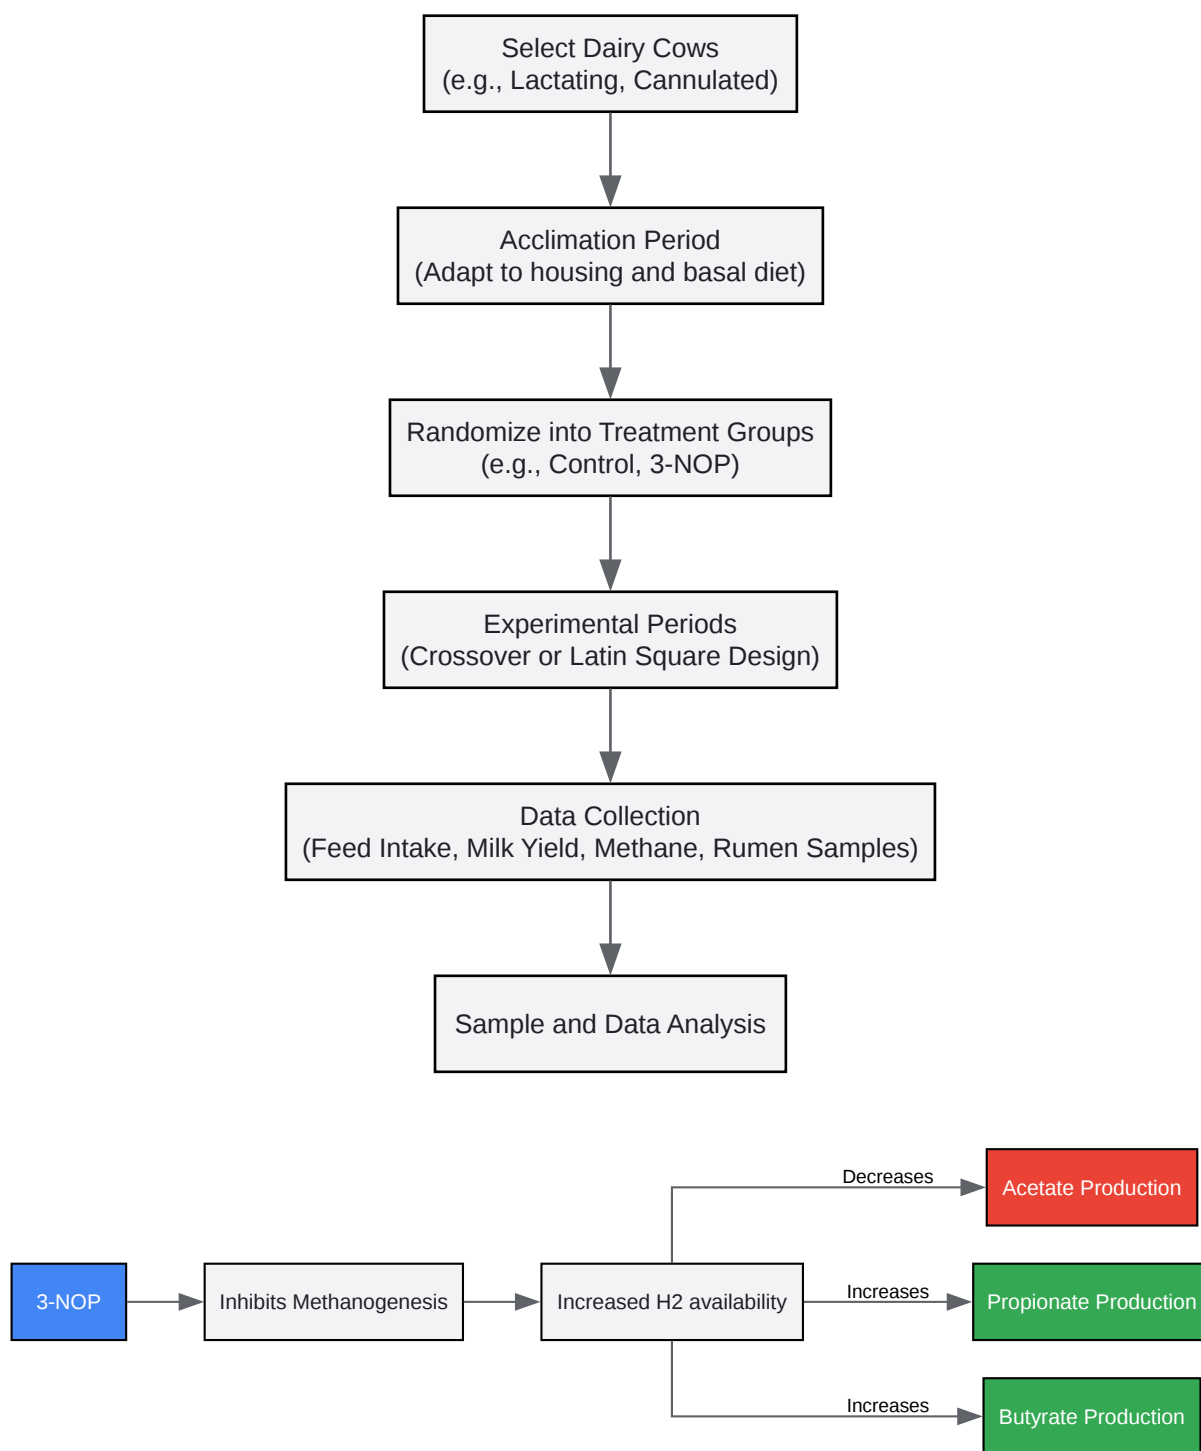 Select Dairy Cows
(e.g., Lactating, Cannulated)
Acclimation Period
(Adapt to housing and basal diet)
Randomize into Treatment Groups
(e.g., Control, 3-NOP)
Experimental Periods
(Crossover or Latin Square Design)
Data Collection
(Feed Intake, Milk Yield, Methane, Rumen Samples)
Sample and Data Analysis
3-NOP
Inhibits Methanogenesis
Increased H2 availability
Decreases
Acetate Production
Increases
Propionate Production
Increases
Butyrate Production